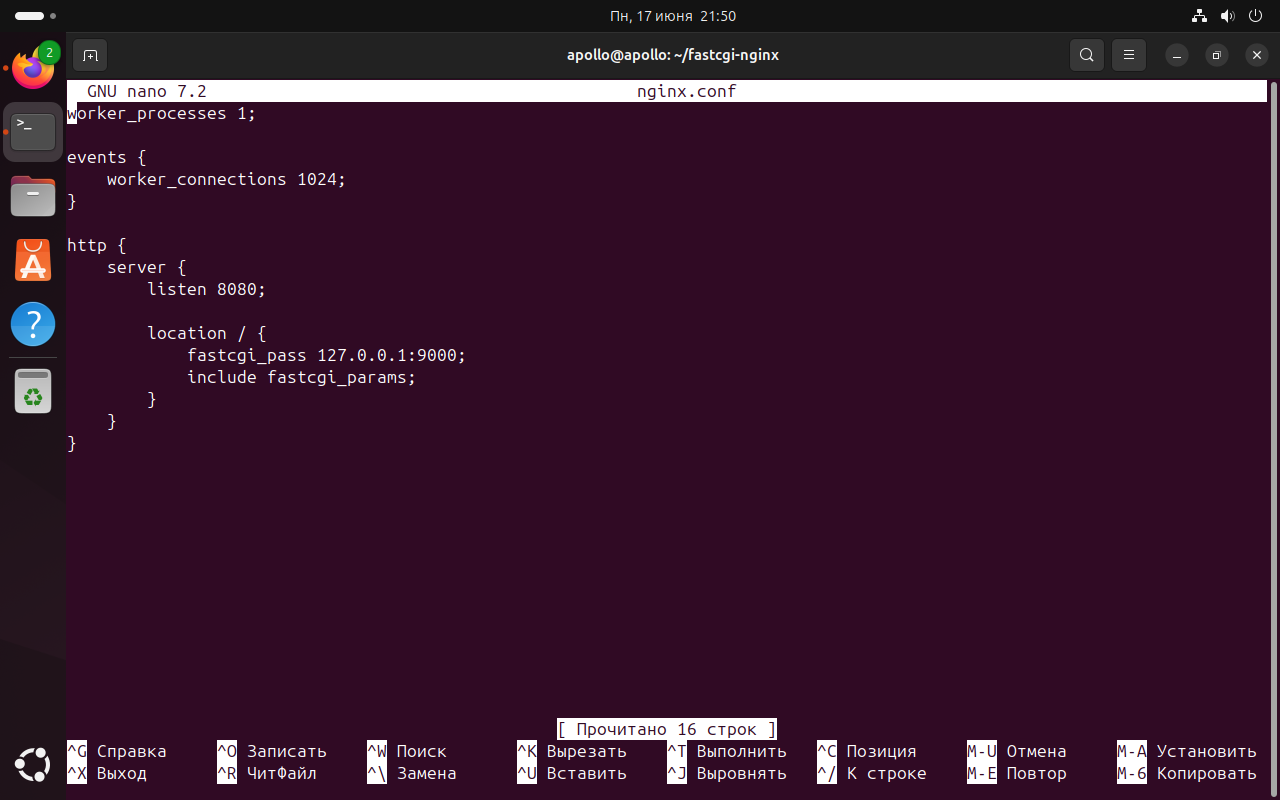 Пн, 17 июня 21:50
2
apollo@apollo: ~/fastcgi-nginx
GNU nano 7.2 nginx.conf
worker_processes 1;
events {
    worker_connections 1024;
}
http {
    server {
        listen 8080;
        location / {
            fastcgi_pass 127.0.0.1:9000;
            include fastcgi_params;
        }
    }
}
[ Прочитано 16 строк ]
^G Справка ^O Записать ^W Поиск ^K Вырезать ^T Выполнить ^C Позиция M-U Отмена M-A Установить
^X Выход ^R ЧитФайл ^\ Замена ^U Вставить ^J Выровнять ^/ К строке M-E Повтор M-6 Копировать